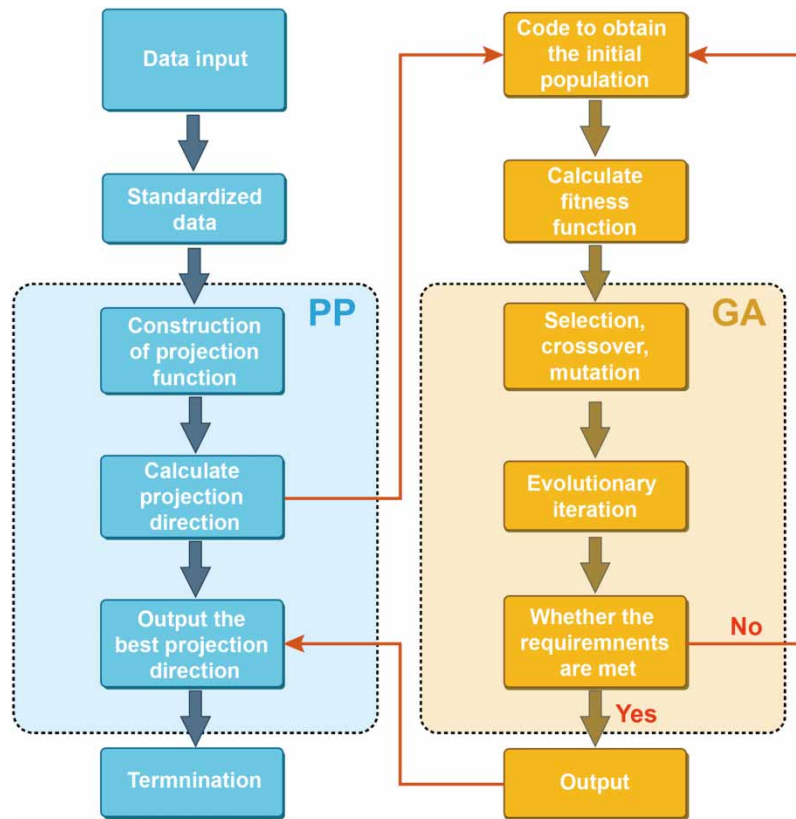 Data input
Standardized
data
PP
Construction
of projection
function
Calculate
projection
direction
Output the
best projection
direction
Termnination
Code to obtain
the initial
population
Calculate
fitness
function
GA
Selection,
crossover,
mutation
Evolutionary
iteration
Whether the
requiremnents
are met
No
Yes
Output